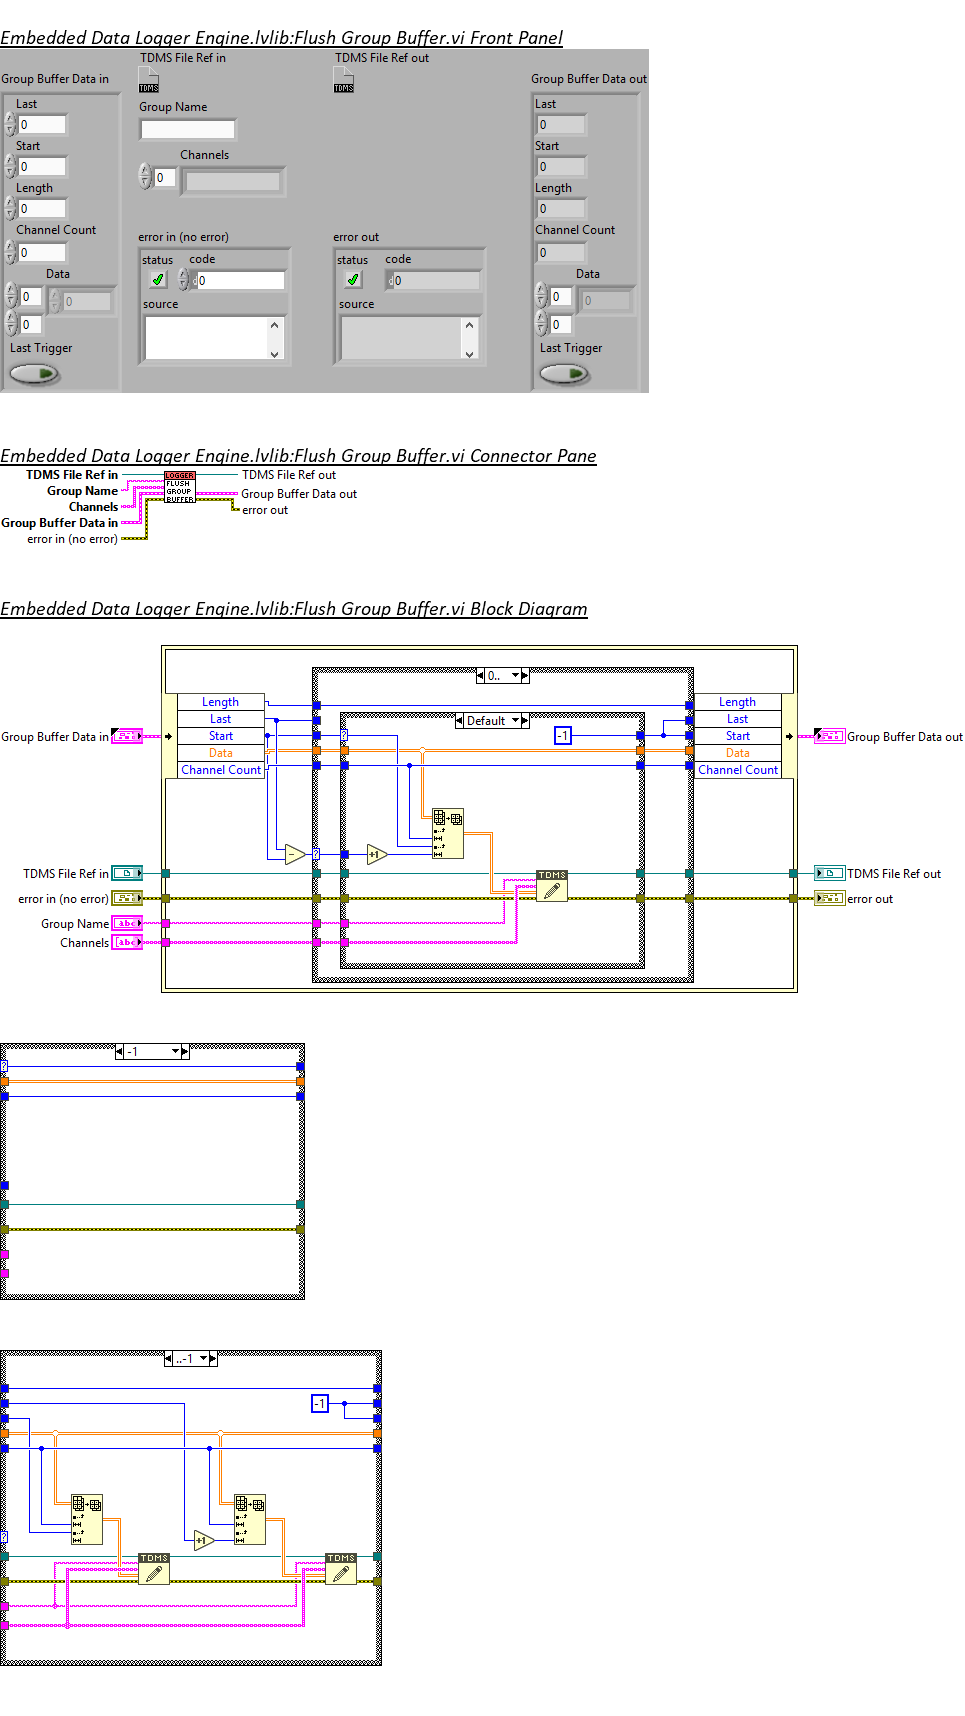 Embedded Data Logger Engine.lvlib:Flush Group Buffer.vi Front Panel
TDMS File Ref in
TDMS File Ref out
TDMS
TDMS
Group Buffer Data in
Group Buffer Data out
Last
0
Start
0
Length
0
Channel Count
0
Data
0
0
0
Last Trigger
Group Name
Channels
0
error in (no error)
status
code
d0
source
error out
status
code
d0
source
Last
0
Start
0
Length
0
Channel Count
0
Data
0
0
0
Last Trigger
Embedded Data Logger Engine.lvlib:Flush Group Buffer.vi Connector Pane
TDMS File Ref in
Group Name
Channels
Group Buffer Data in
error in (no error)
LOGGER
FLUSH
GROUP
BUFFER
TDMS File Ref out
Group Buffer Data out
error out
Embedded Data Logger Engine.lvlib:Flush Group Buffer.vi Block Diagram
0..
Length
Last
Start
Data
Channel Count
Default
-1
Length
Last
Start
Data
Channel Count
Group Buffer Data in
Group Buffer Data out
?
?
+1
TDMS
TDMS File Ref in
TDMS File Ref out
error in (no error)
error out
Group Name
abc
Channels
[abc]
-1
?
..-1
-1
?
+1
TDMS
TDMS